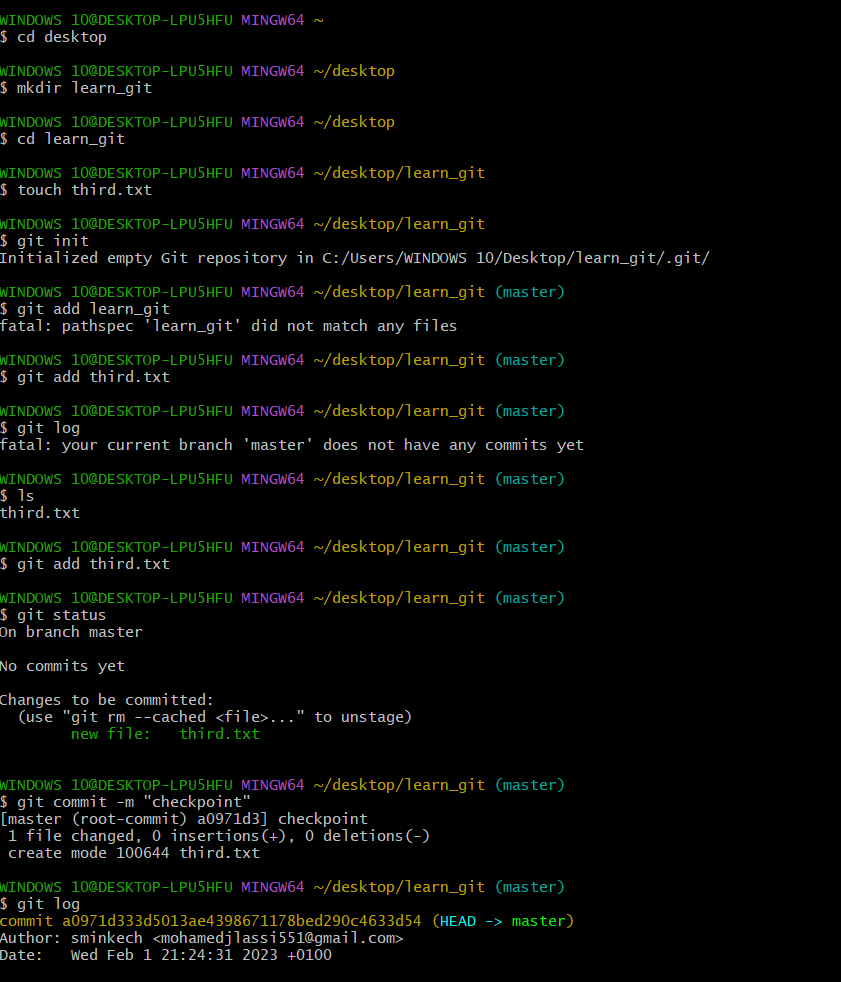 WINDOWS 10@DESKTOP-LPU5HFU MINGW64 ~
$ cd desktop
WINDOWS 10@DESKTOP-LPU5HFU MINGW64 ~/desktop
$ mkdir learn_git
WINDOWS 10@DESKTOP-LPU5HFU MINGW64 ~/desktop
$ cd learn_git
WINDOWS 10@DESKTOP-LPU5HFU MINGW64 ~/desktop/learn_git
$ touch third.txt
WINDOWS 10@DESKTOP-LPU5HFU MINGW64 ~/desktop/learn_git
$ git init
Initialized empty Git repository in C:/Users/WINDOWS 10/Desktop/learn_git/.git/
WINDOWS 10@DESKTOP-LPU5HFU MINGW64 ~/desktop/learn_git (master)
$ git add learn_git
fatal: pathspec 'learn_git' did not match any files
WINDOWS 10@DESKTOP-LPU5HFU MINGW64 ~/desktop/learn_git (master)
$ git add third.txt
WINDOWS 10@DESKTOP-LPU5HFU MINGW64 ~/desktop/learn_git (master)
$ git log
fatal: your current branch 'master' does not have any commits yet
WINDOWS 10@DESKTOP-LPU5HFU MINGW64 ~/desktop/learn_git (master)
$ ls
third.txt
WINDOWS 10@DESKTOP-LPU5HFU MINGW64 ~/desktop/learn_git (master)
$ git add third.txt
WINDOWS 10@DESKTOP-LPU5HFU MINGW64 ~/desktop/learn_git (master)
$ git status
On branch master
No commits yet
Changes to be committed:
  (use "git rm --cached <file>..." to unstage)
        new file:   third.txt
WINDOWS 10@DESKTOP-LPU5HFU MINGW64 ~/desktop/learn_git (master)
$ git commit -m "checkpoint"
[master (root-commit) a0971d3] checkpoint
 1 file changed, 0 insertions(+), 0 deletions(-)
 create mode 100644 third.txt
WINDOWS 10@DESKTOP-LPU5HFU MINGW64 ~/desktop/learn_git (master)
$ git log
commit a0971d333d5013ae4398671178bed290c4633d54 (HEAD -> master)
Author: sminkech <mohamedjlassi551@gmail.com>
Date:   Wed Feb 1 21:24:31 2023 +0100